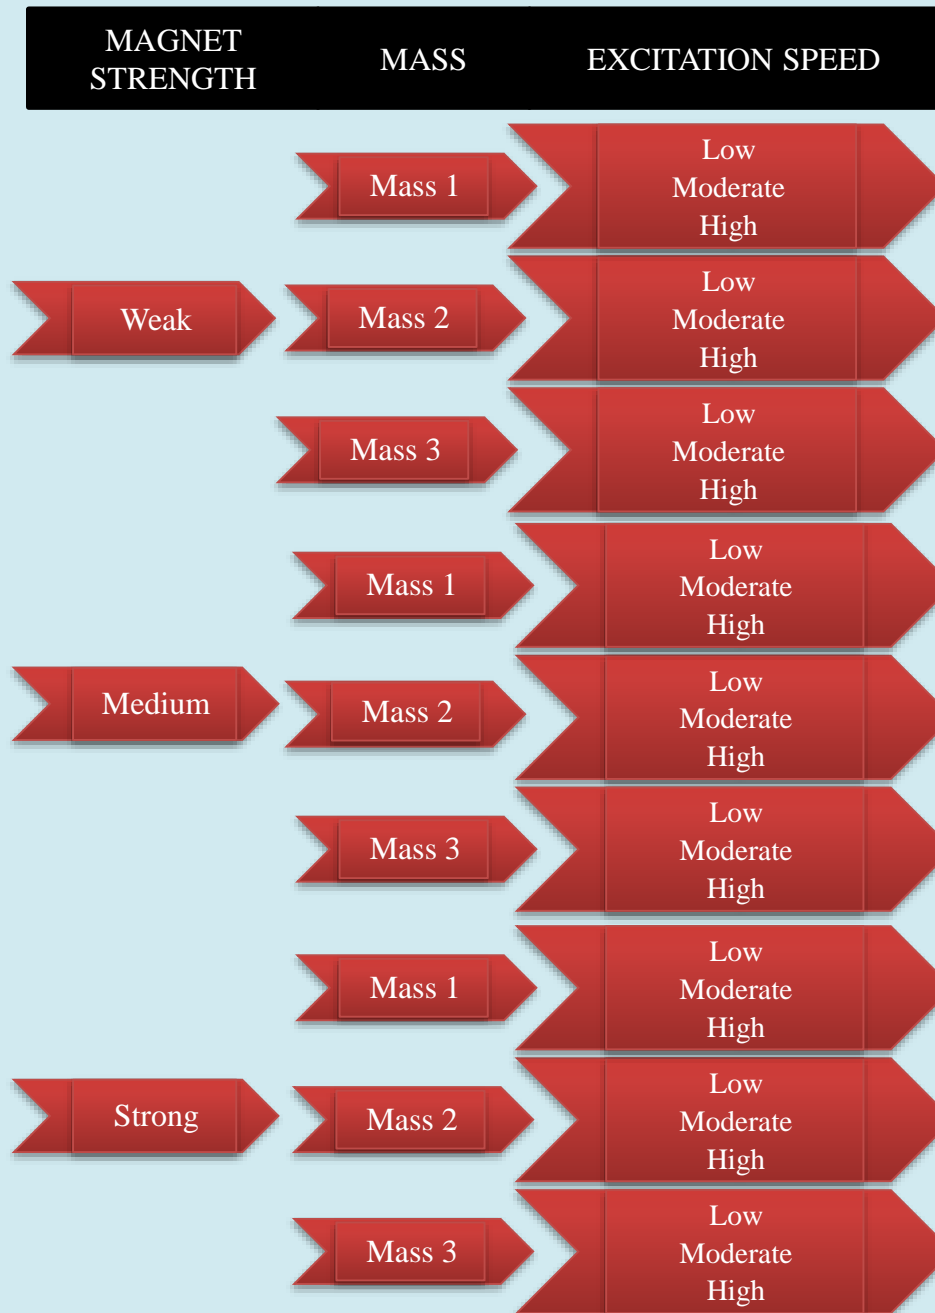 MAGNET
STRENGTH
MASS
EXCITATION SPEED
Mass 1
Low
Moderate
High
Weak
Mass 2
Low
Moderate
High
Mass 3
Low
Moderate
High
Mass 1
Low
Moderate
High
Medium
Mass 2
Low
Moderate
High
Mass 3
Low
Moderate
High
Mass 1
Low
Moderate
High
Strong
Mass 2
Low
Moderate
High
Mass 3
Low
Moderate
High